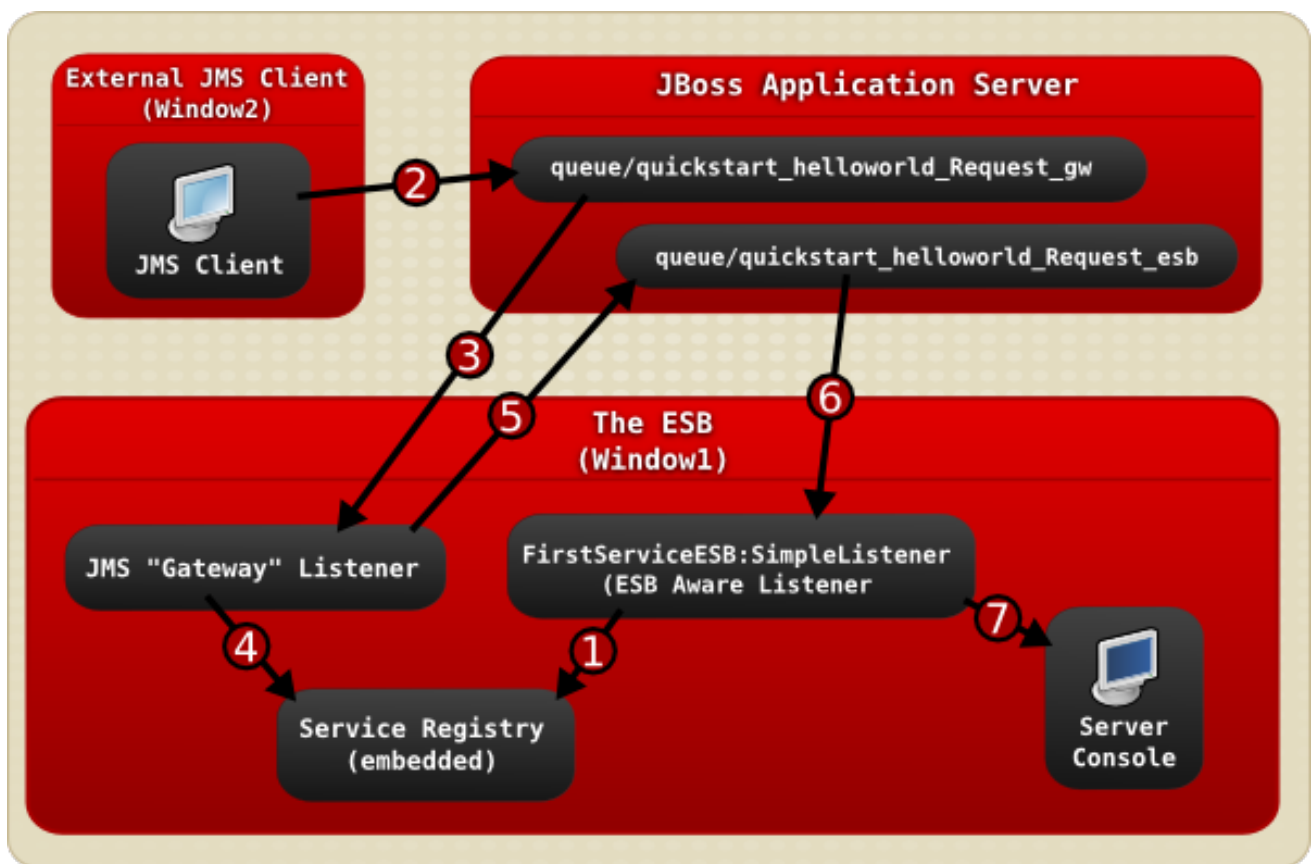 External JMS Client
(Window2)
JMS Client
JBoss Application Server
queue/quickstart_helloworld_Request_gw
queue/quickstart_helloworld_Request_esb
2
3
5
6
The ESB
(Window1)
JMS "Gateway" Listener
FirstServiceESB:SimpleListener
(ESB Aware Listener
4
1
7
Service Registry
(embedded)
Server
Console